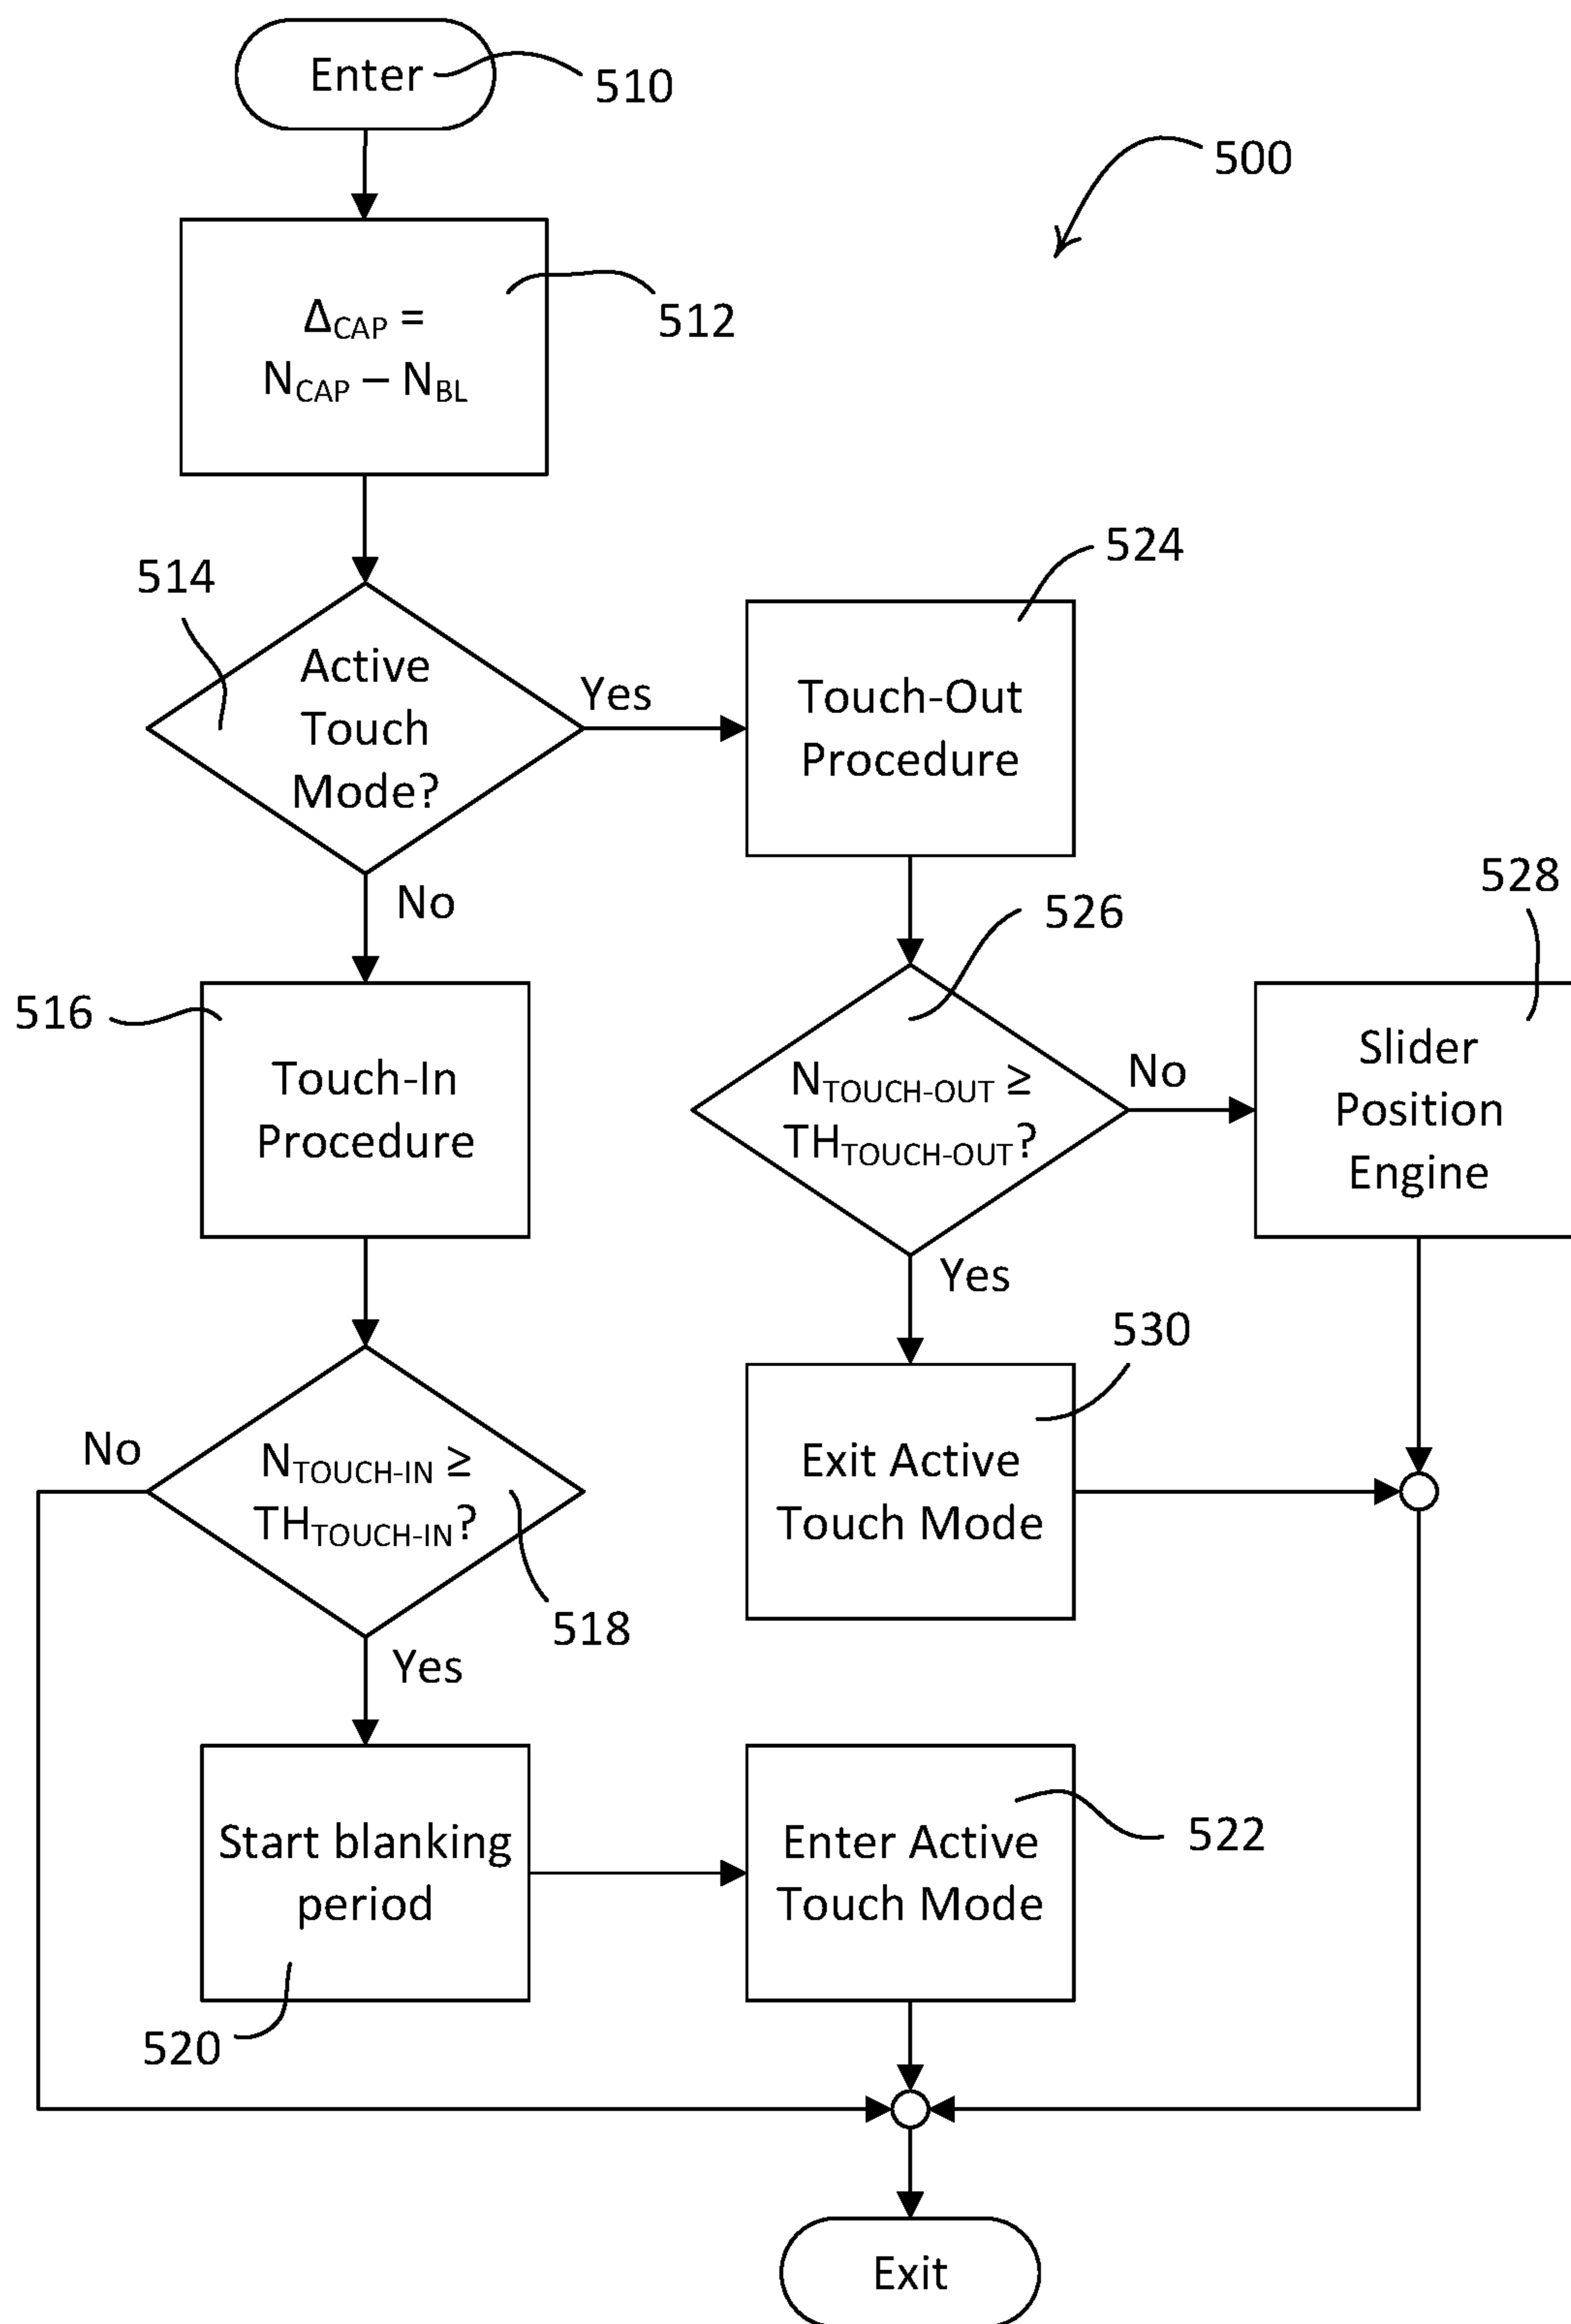 Enter
510
500
ΔCAP =
NCAP – NBL
512
514
Active
Touch
Mode?
Yes
No
524
Touch-Out
Procedure
516
Touch-In
Procedure
526
NTOUCH-OUT ≥
THTOUCH-OUT?
No
Yes
528
Slider
Position
Engine
530
Exit Active
Touch Mode
No
NTOUCH-IN ≥
THTOUCH-IN?
518
Yes
Start blanking
period
520
Enter Active
Touch Mode
522
Exit